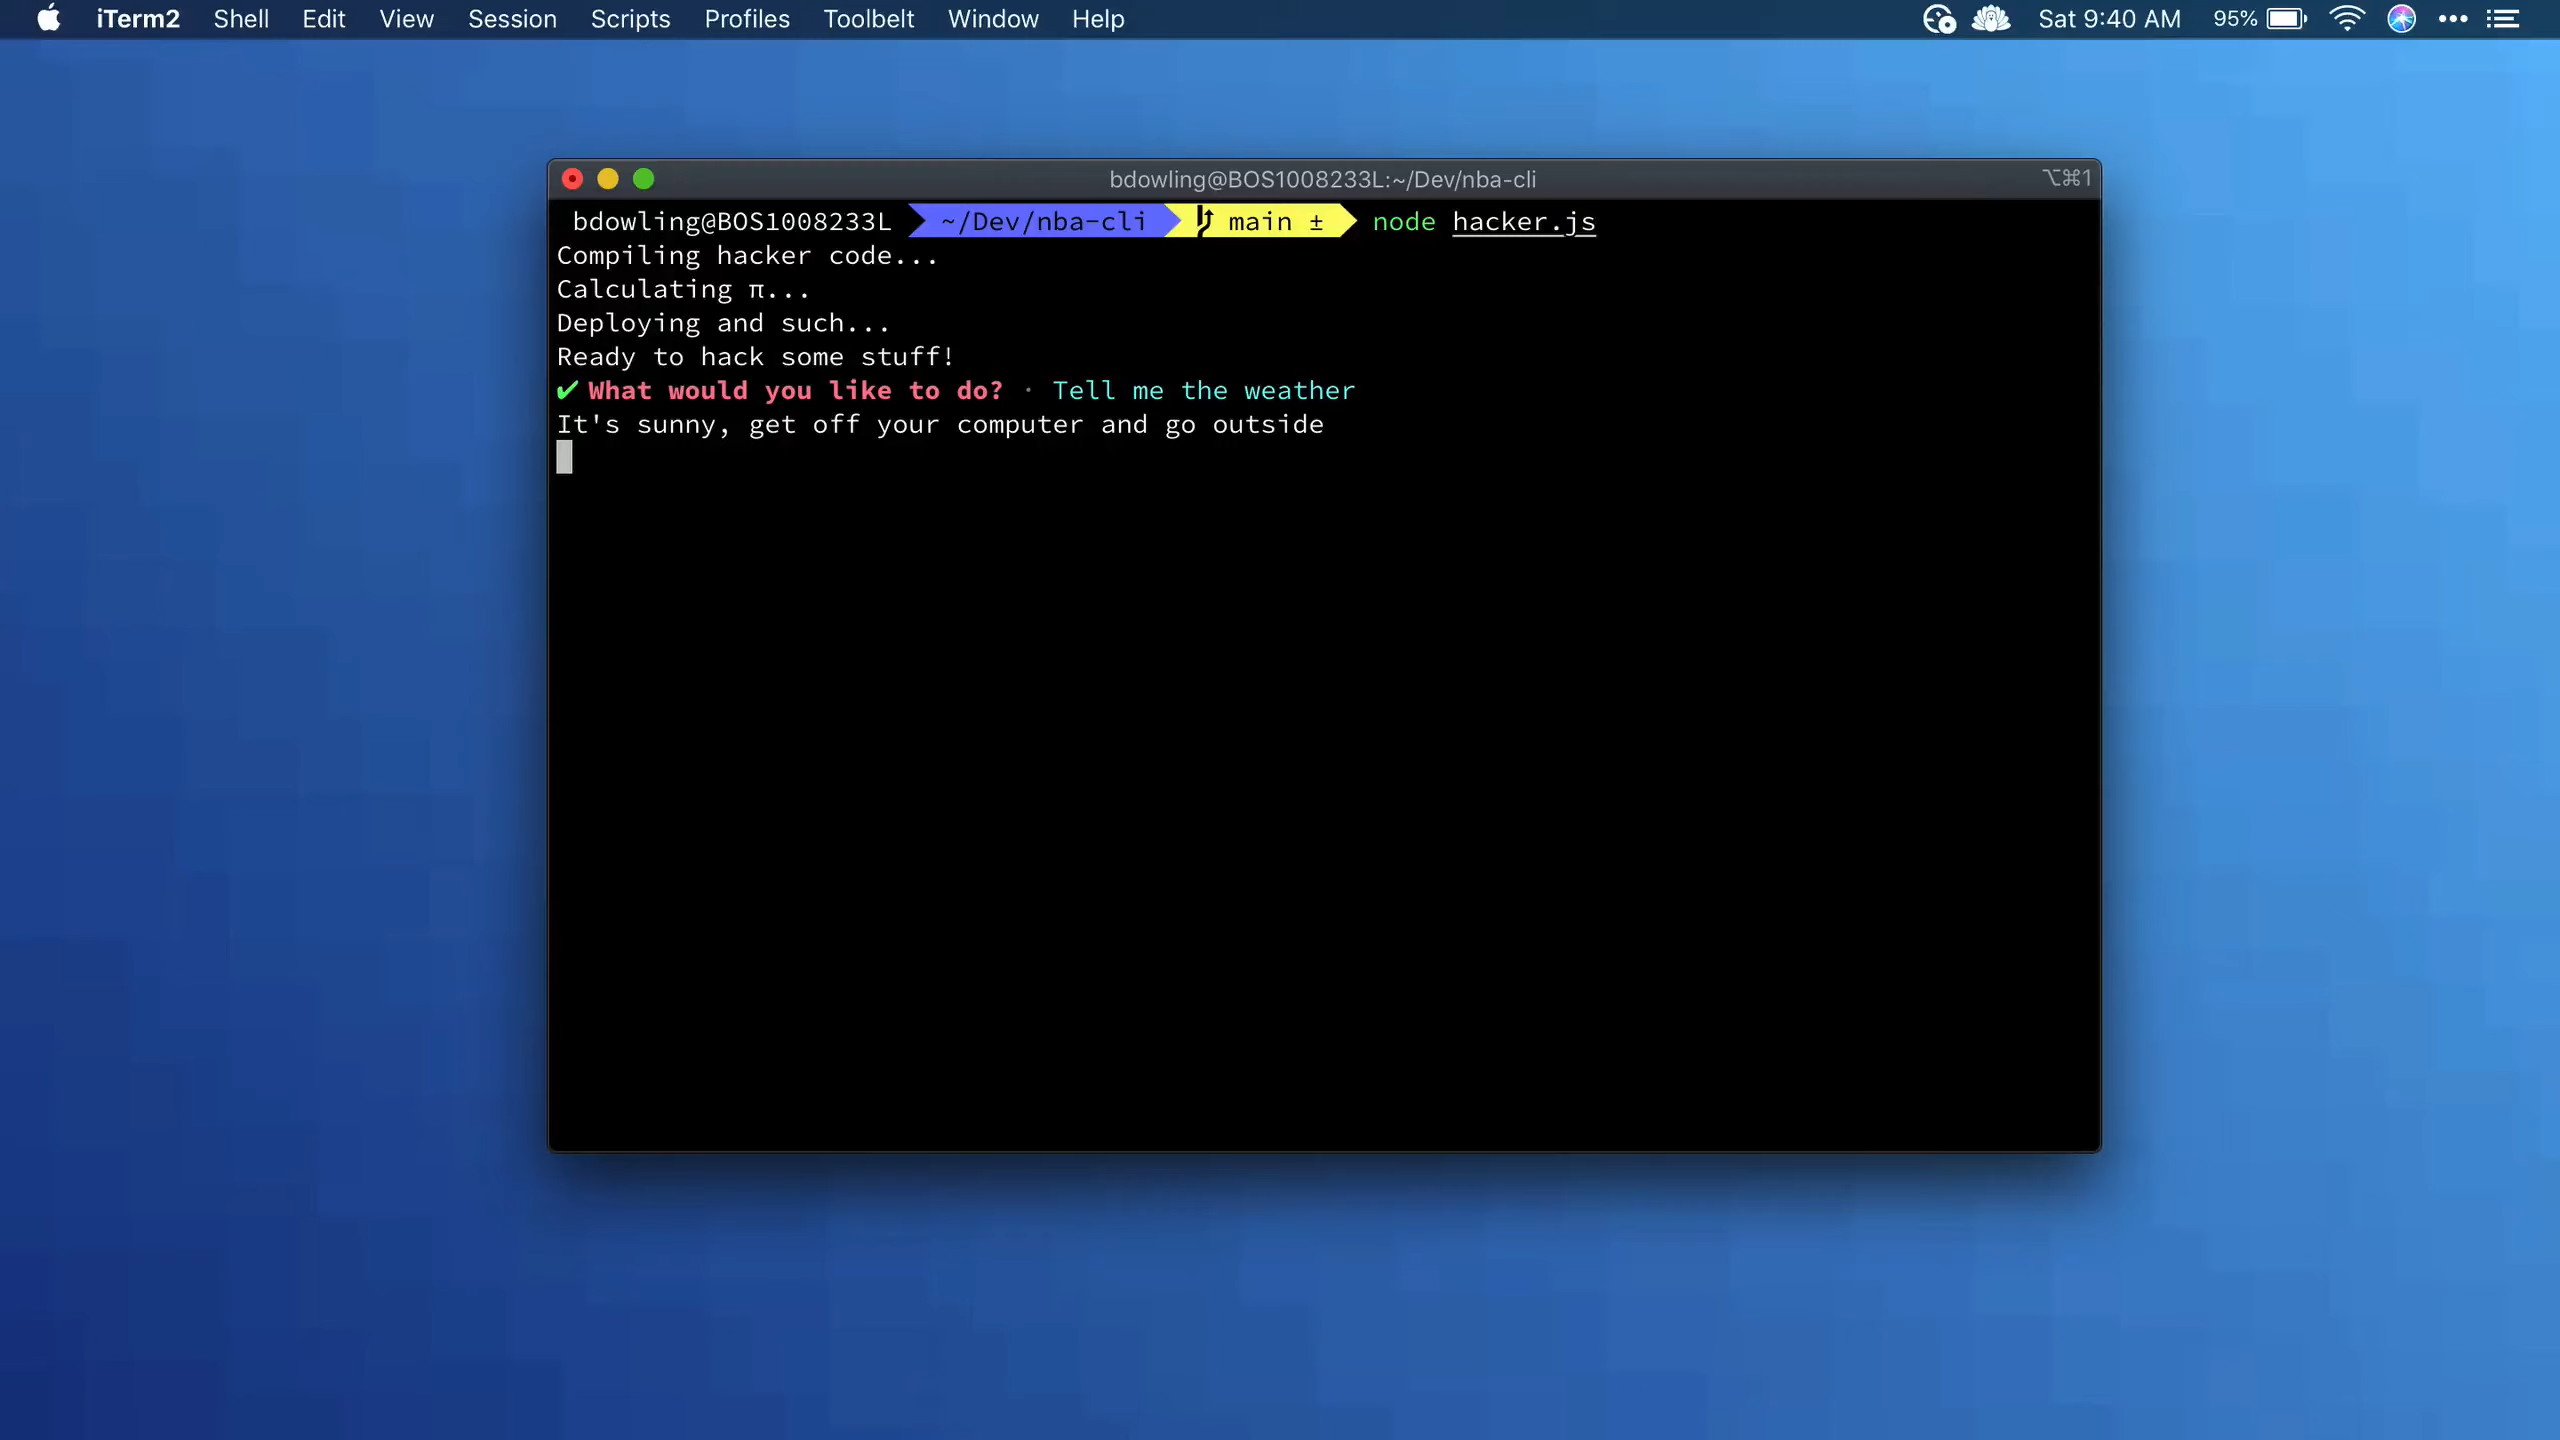 iTerm2 Shell Edit View Session Scripts Profiles Toolbelt Window Help Sat 9:40 AM 95%
bdowling@BOS1008233L:~/Dev/nba-cli ⌥⌘1
bdowling@BOS1008233L ~/Dev/nba-cli main ± node hacker.js
Compiling hacker code...
Calculating π...
Deploying and such...
Ready to hack some stuff!
✔ What would you like to do? · Tell me the weather
It's sunny, get off your computer and go outside